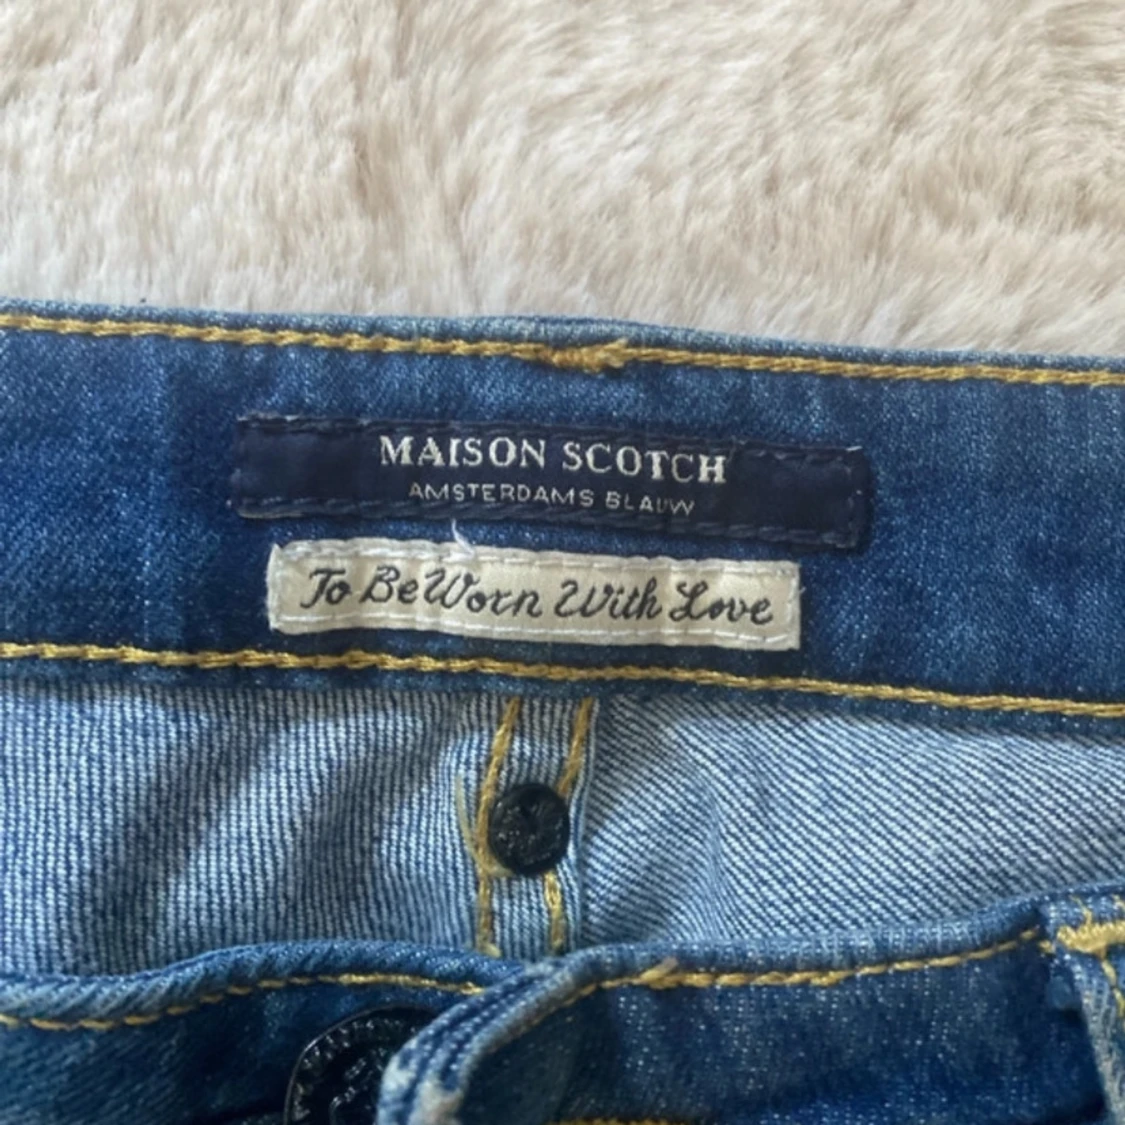 MAISON SCOTCH
AMSTERDAMS BLAUW
To Be Worn With Love